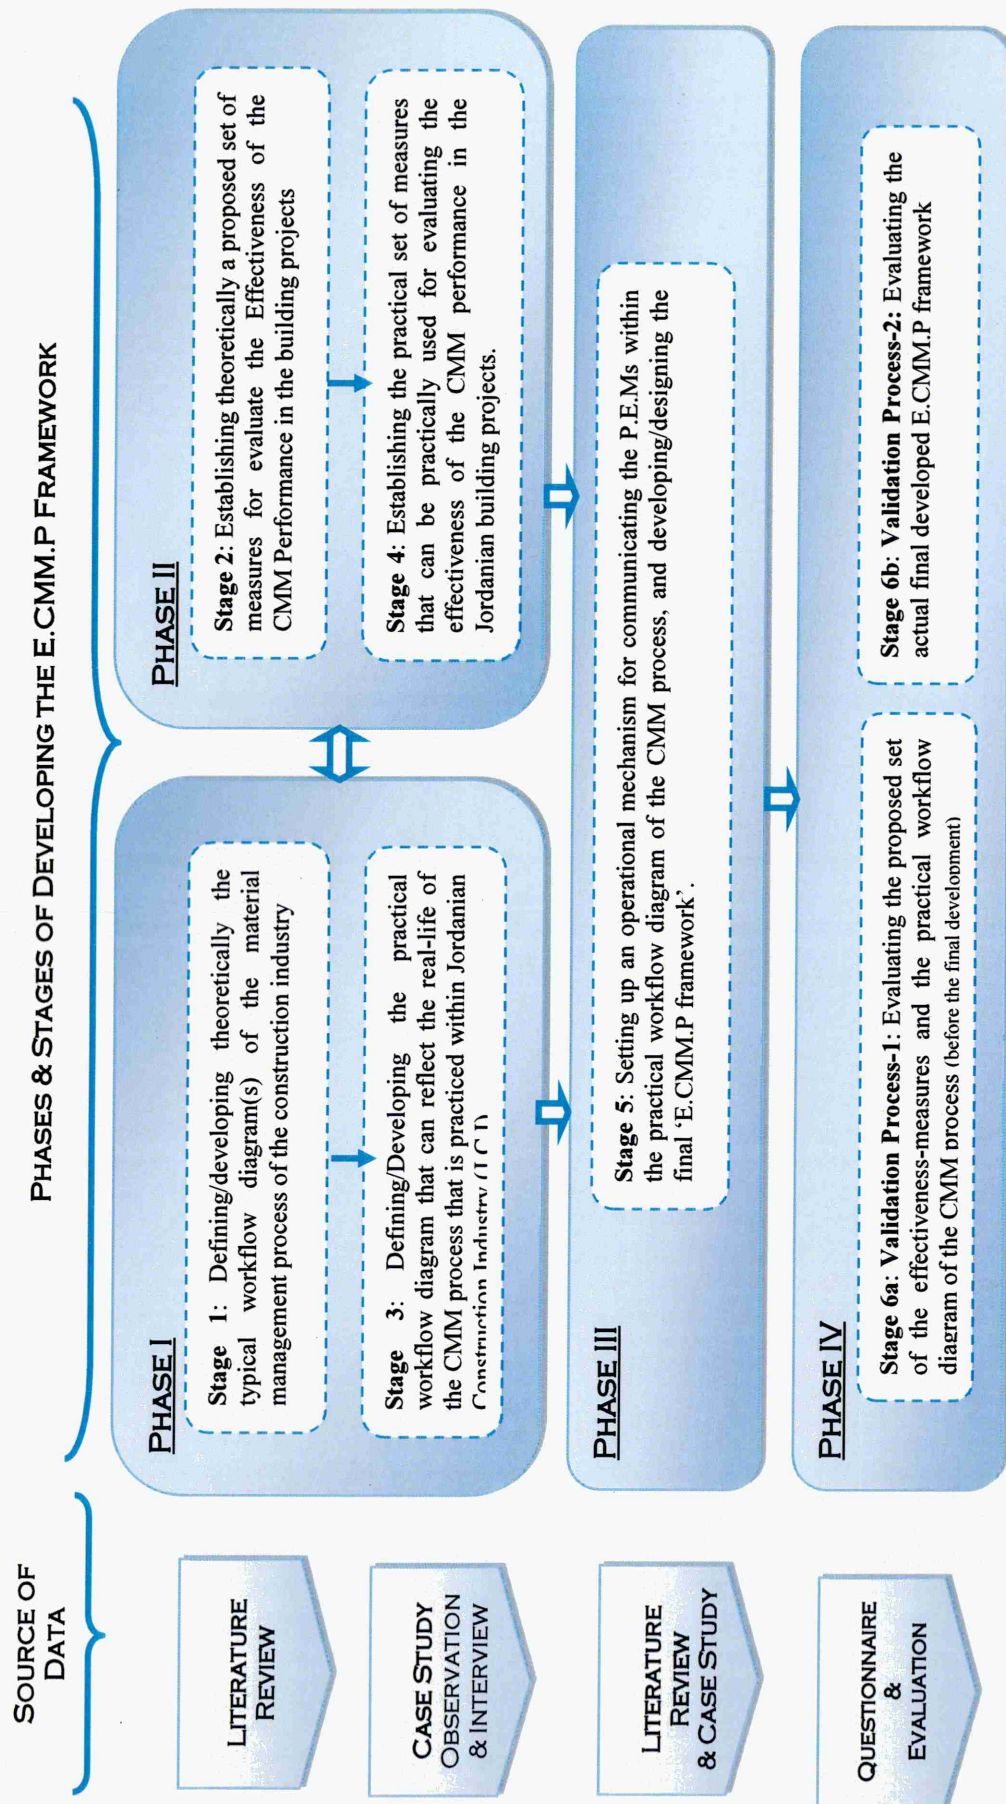 PHASES & STAGES OF DEVELOPING THE E.CMM.P FRAMEWORK
SOURCE OF
DATA
LITERATURE
REVIEW
CASE STUDY
OBSERVATION
& INTERVIEW
LITERATURE
REVIEW
& CASE STUDY
QUESTIONNAIRE
&
EVALUATION
PHASE I
Stage 1: Defining/developing theoretically the
typical workflow diagram(s) of the material
management process of the construction industry
Stage 3: Defining/Developing the practical
workflow diagram that can reflect the real-life of
the CMM process that is practiced within Jordanian
Construction Industry (J.C.I)
PHASE II
Stage 2: Establishing theoretically a proposed set of
measures for evaluate the Effectiveness of the
CMM Performance in the building projects
Stage 4: Establishing the practical set of measures
that can be practically used for evaluating the
effectiveness of the CMM performance in the
Jordanian building projects.
PHASE III
Stage 5: Setting up an operational mechanism for communicating the P.E.Ms within
the practical workflow diagram of the CMM process, and developing/designing the
final ‘E.CMM.P framework’.
PHASE IV
Stage 6a: Validation Process-1: Evaluating the proposed set
of the effectiveness-measures and the practical workflow
diagram of the CMM process (before the final development)
Stage 6b: Validation Process-2: Evaluating the
actual final developed E.CMM.P framework